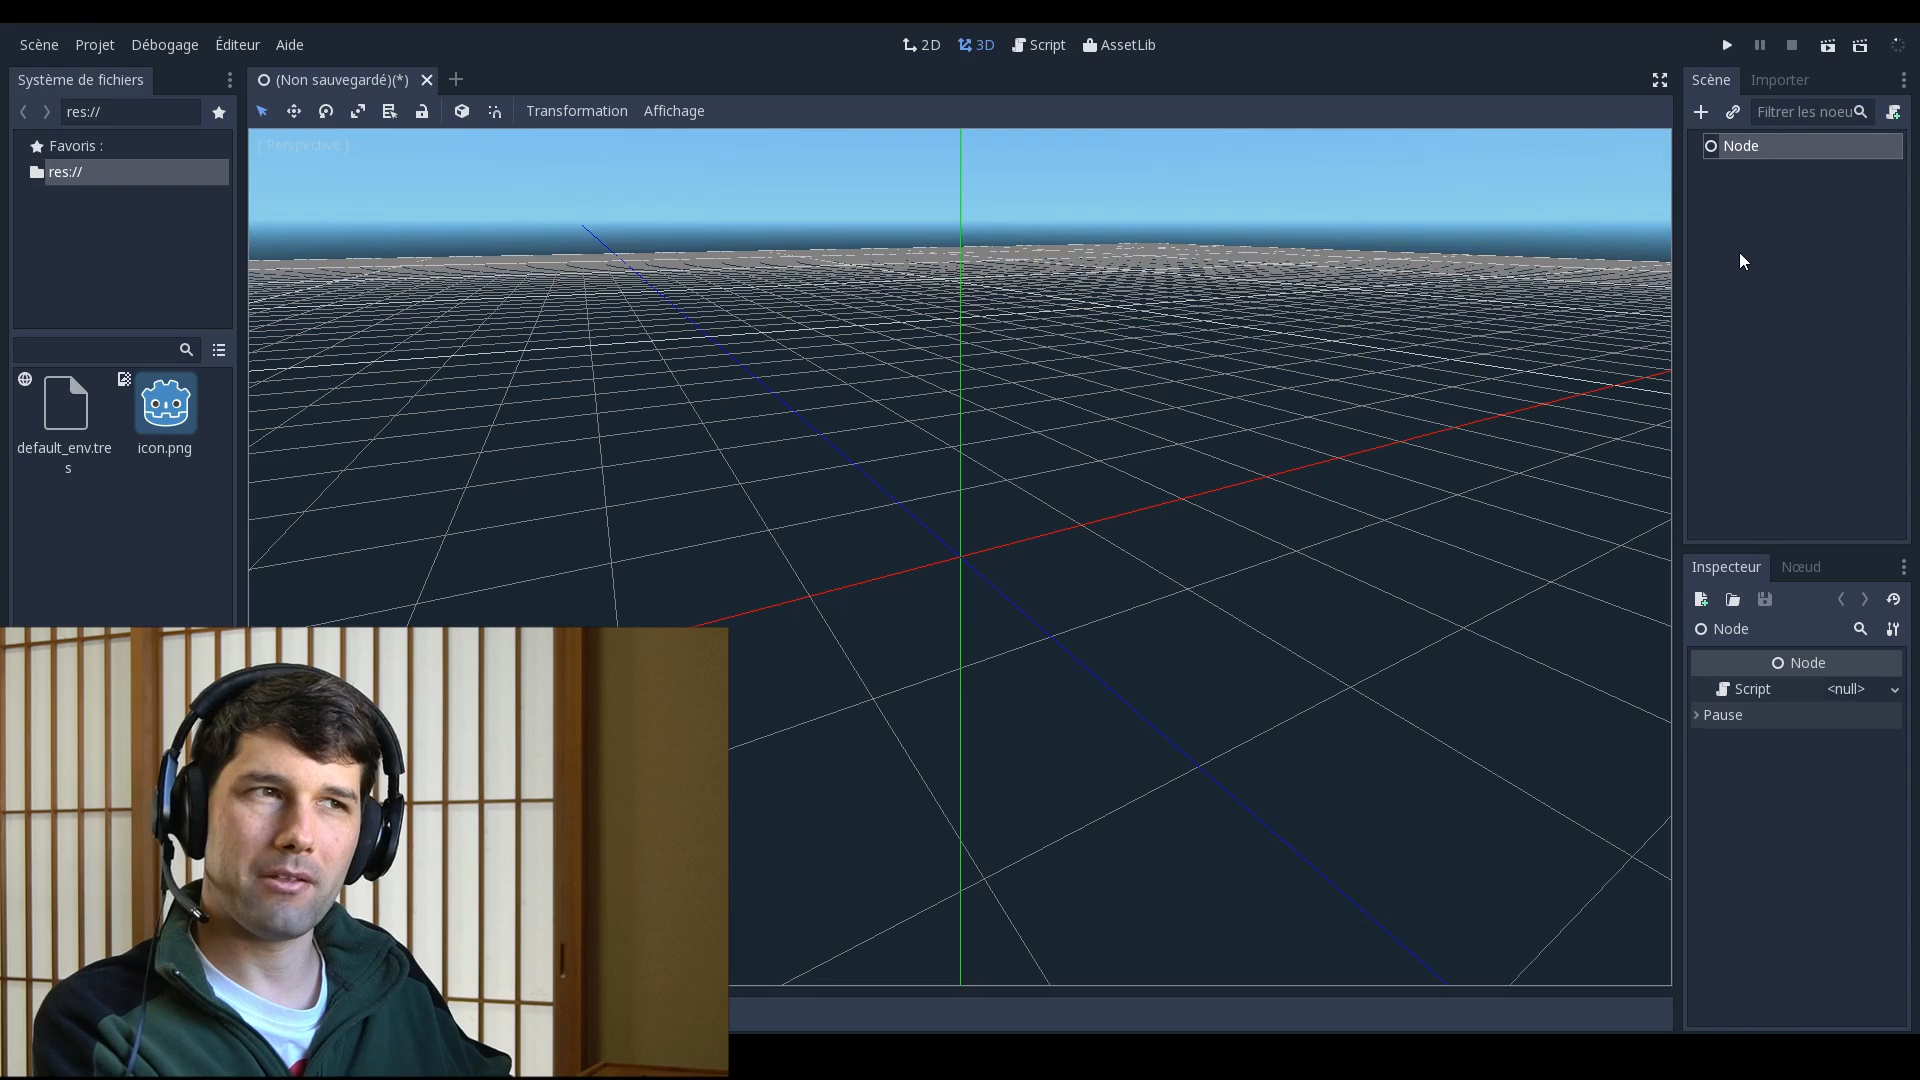 Scène Projet Débogage Éditeur Aide
2D 3D Script AssetLib
Système de fichiers
(Non sauvegardé)(*)
Scène Importer
res://
Transformation Affichage
Filtrer les noeu
[ Perspective ]
Favoris :
res://
Node
default_env.tre
s
icon.png
Inspecteur Nœud
Node
Node
Script <null>
Pause